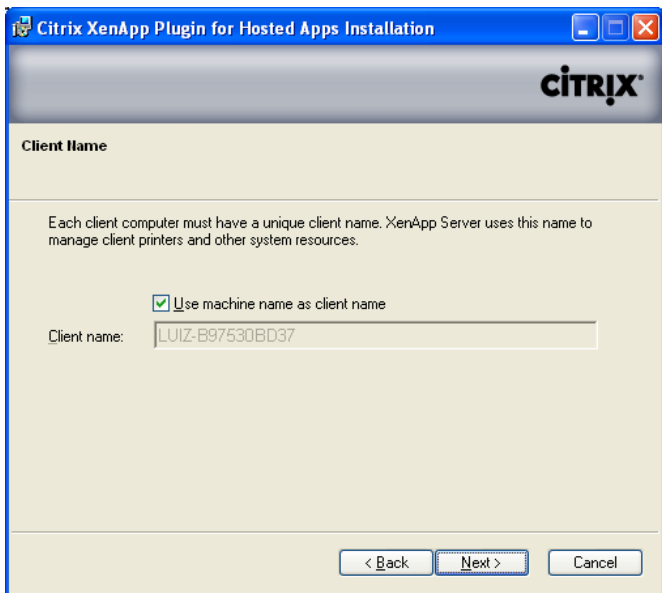 Citrix XenApp Plugin for Hosted Apps Installation
CİTRIX
Client Name
Each client computer must have a unique client name. XenApp Server uses this name to
manage client printers and other system resources.
Use machine name as client name
Client name: LUIZ-B97530BD37
< Back Next > Cancel